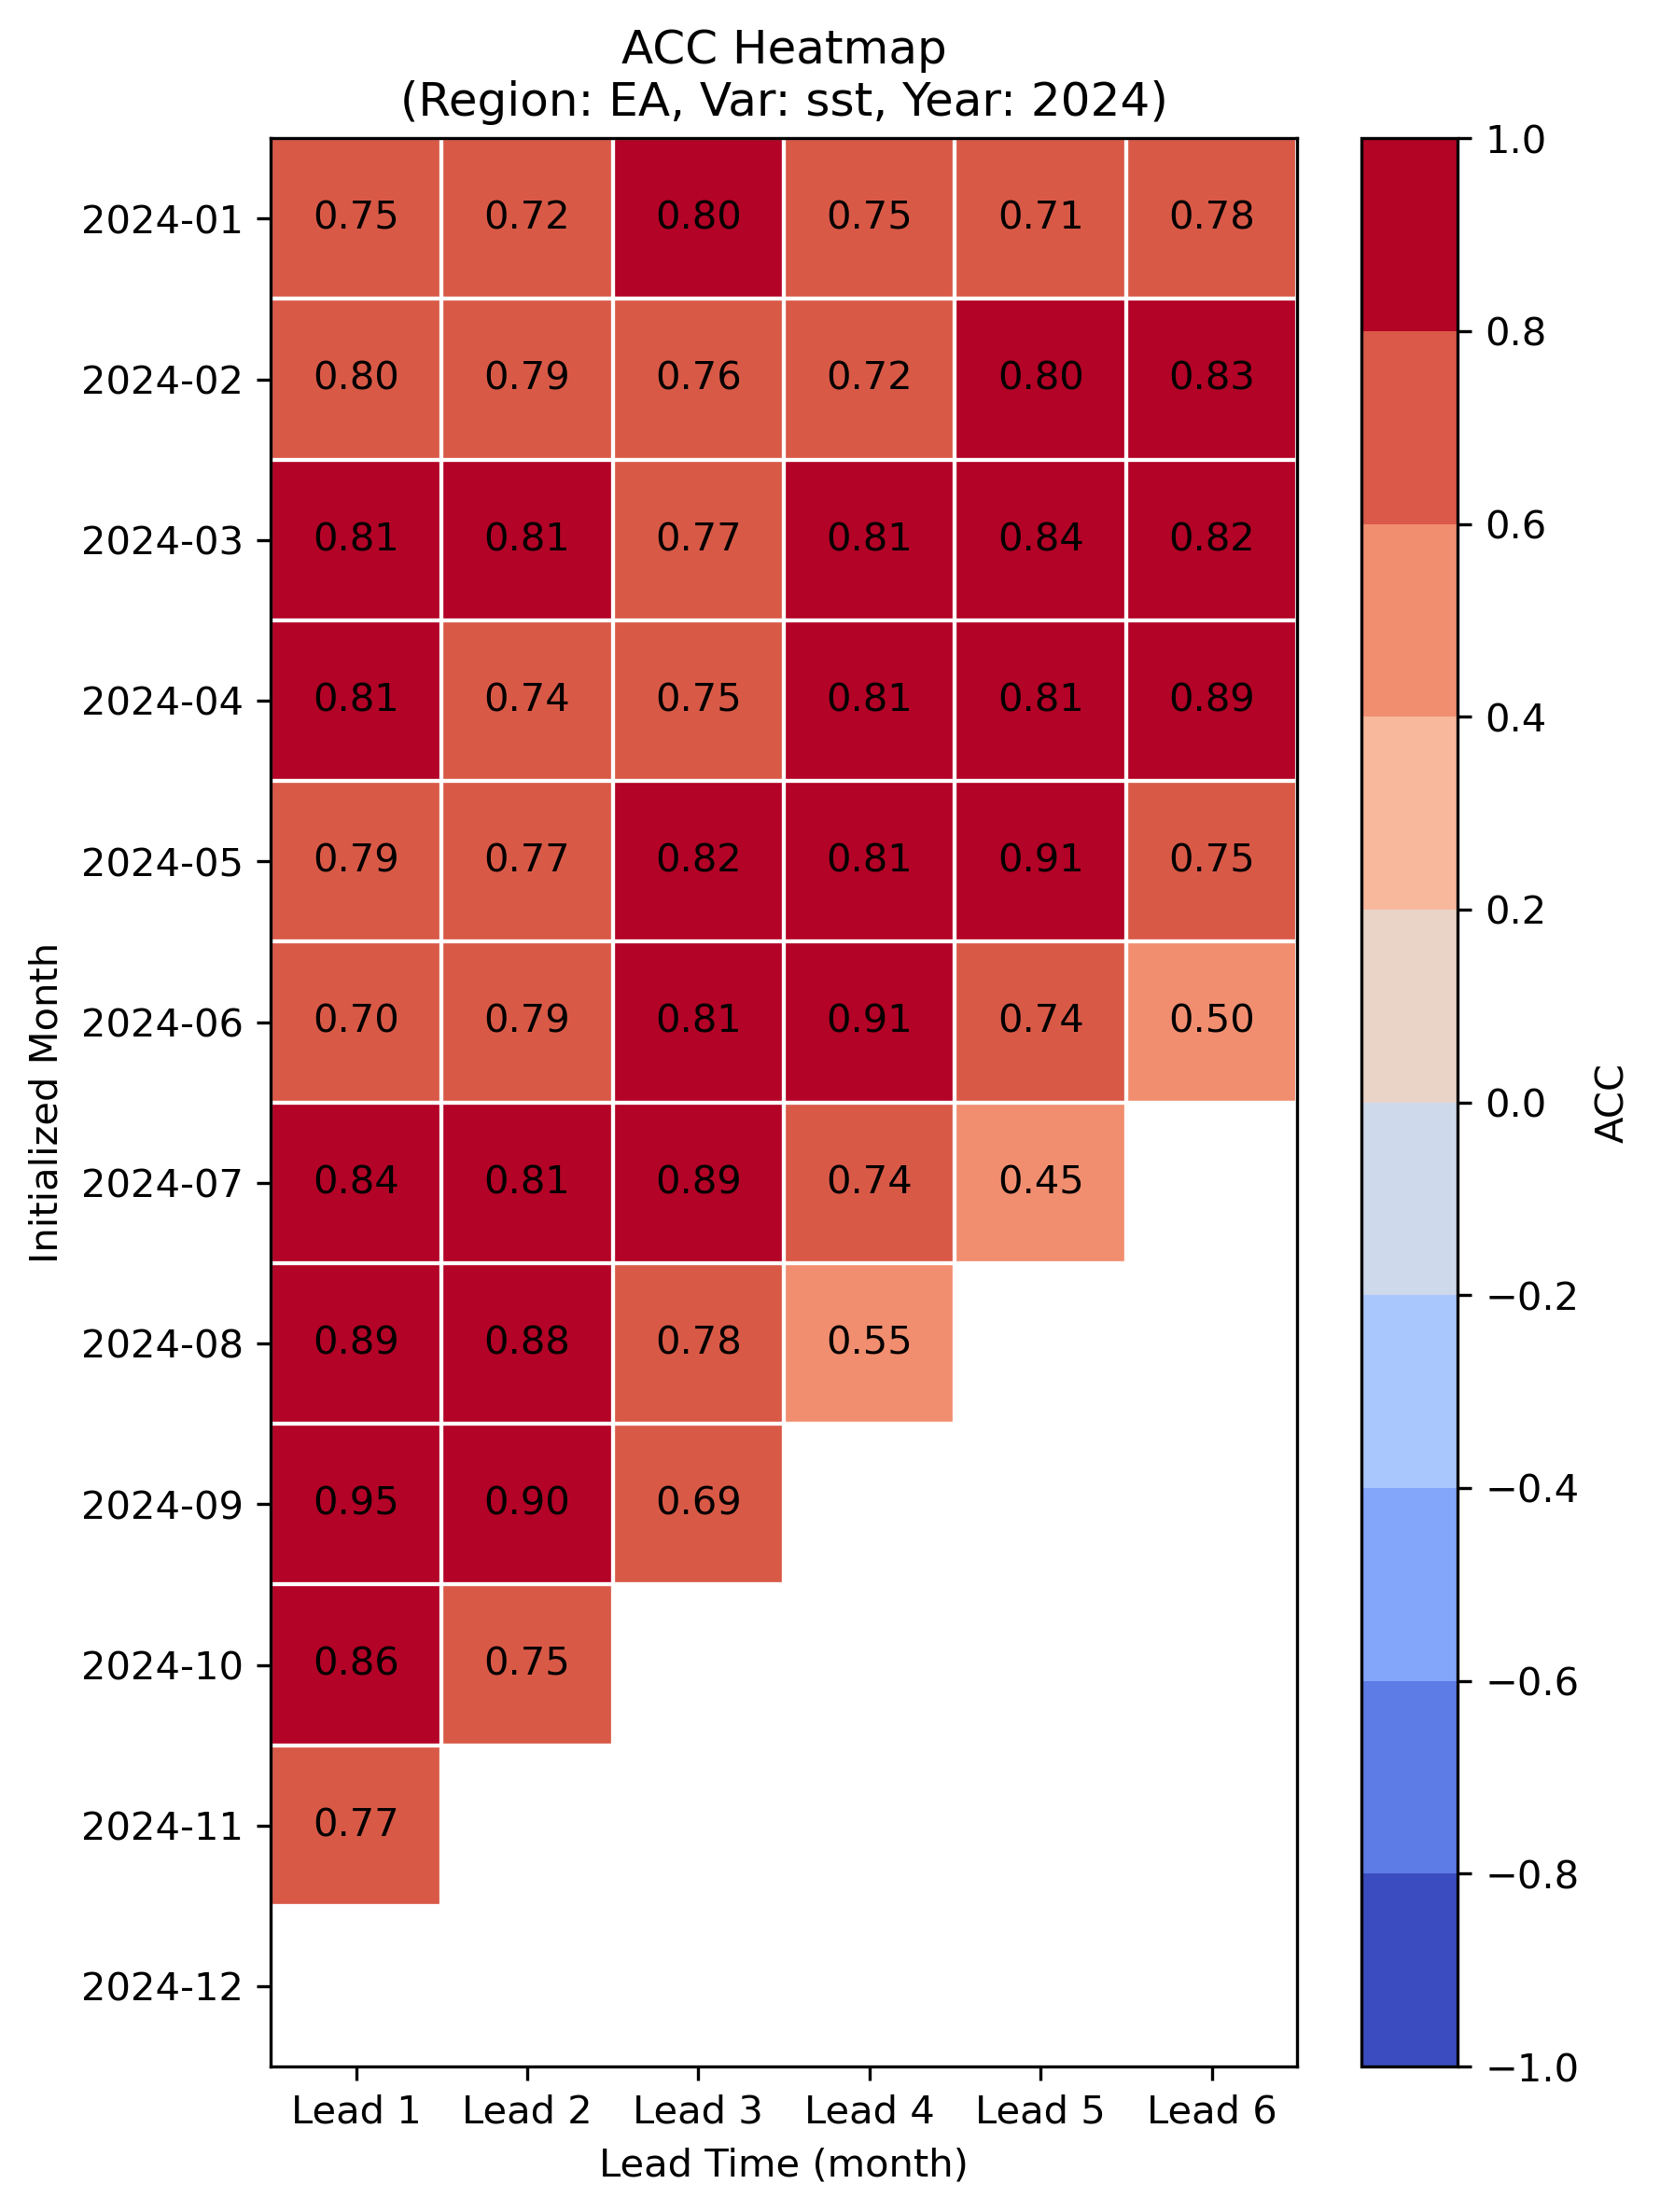 ACC Heatmap
(Region: EA, Var: sst, Year: 2024)
2024-01 0.75 0.72 0.80 0.75 0.71 0.78
2024-02 0.80 0.79 0.76 0.72 0.80 0.83
2024-03 0.81 0.81 0.77 0.81 0.84 0.82
2024-04 0.81 0.74 0.75 0.81 0.81 0.89
2024-05 0.79 0.77 0.82 0.81 0.91 0.75
2024-06 0.70 0.79 0.81 0.91 0.74 0.50
2024-07 0.84 0.81 0.89 0.74 0.45
2024-08 0.89 0.88 0.78 0.55
2024-09 0.95 0.90 0.69
2024-10 0.86 0.75
2024-11 0.77
2024-12
Initialized Month
Lead 1 Lead 2 Lead 3 Lead 4 Lead 5 Lead 6
Lead Time (month)
1.0
0.8
0.6
0.4
0.2
0.0
−0.2
−0.4
−0.6
−0.8
−1.0
ACC